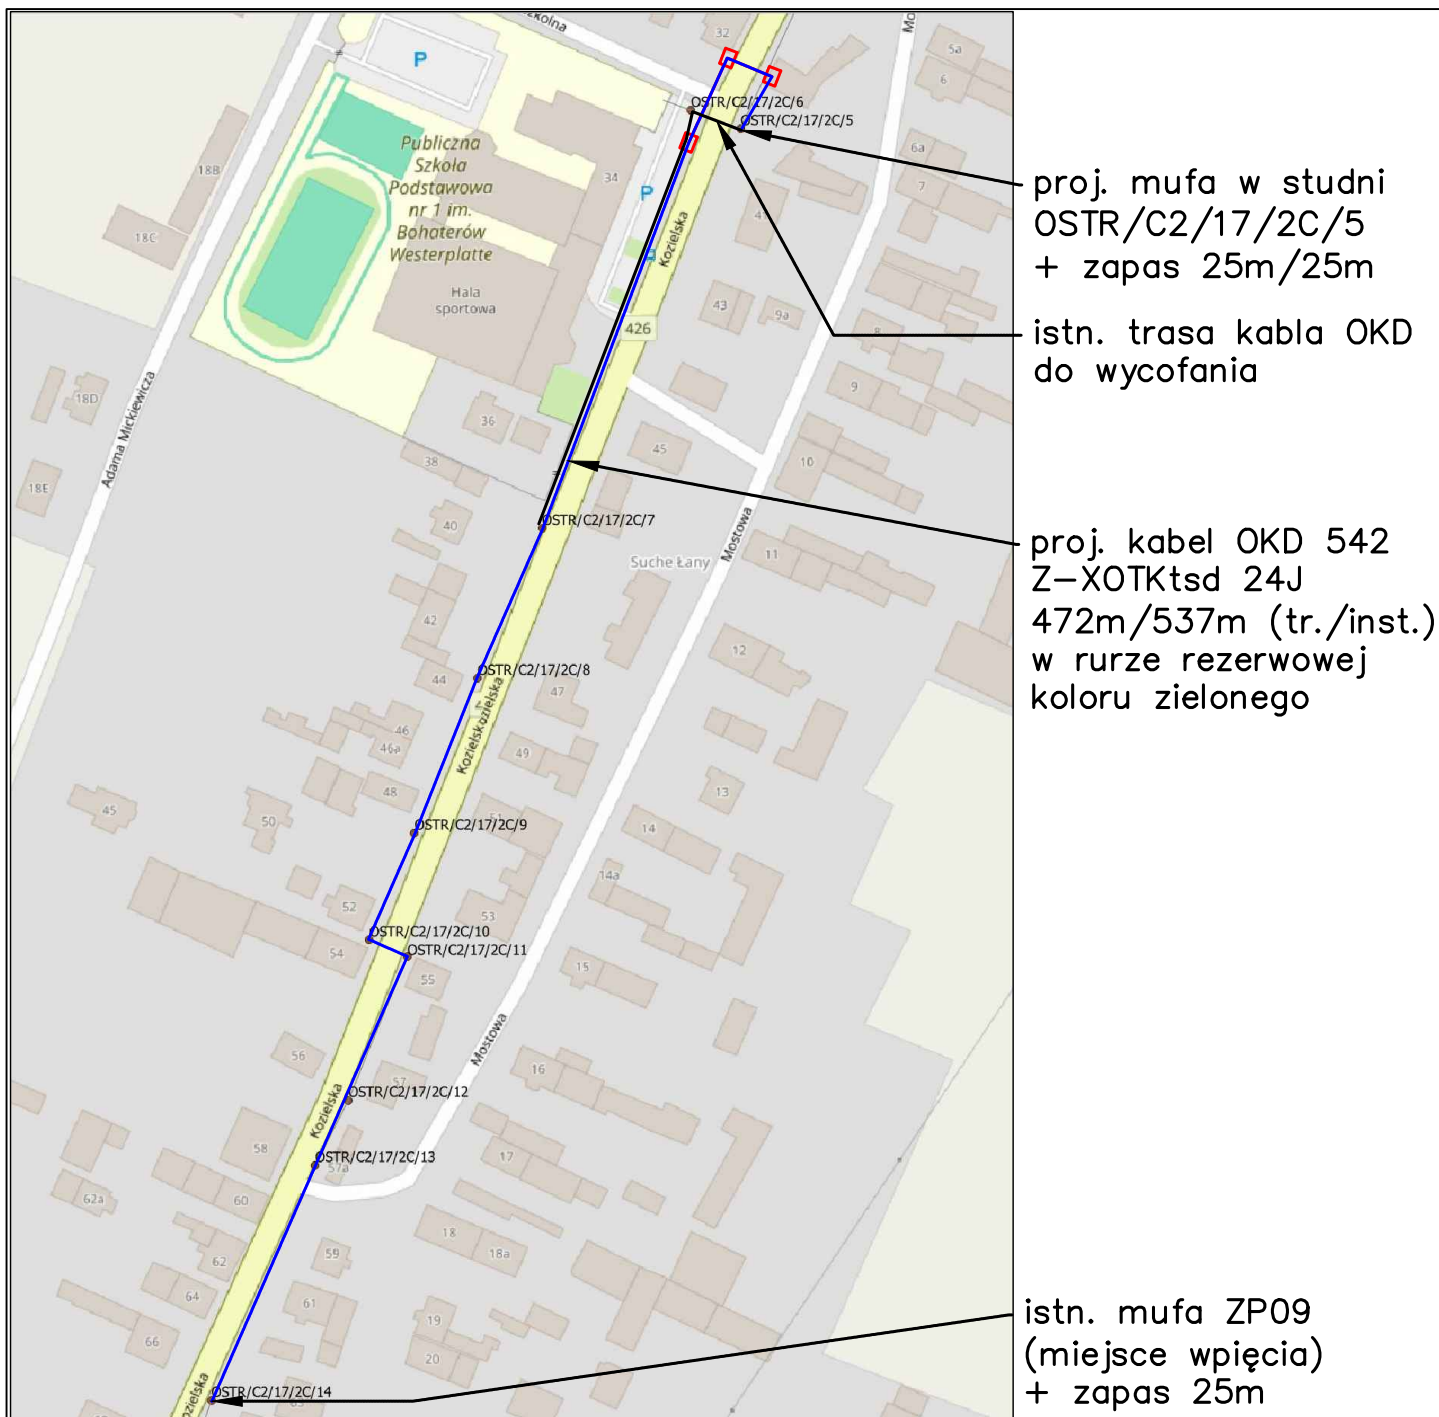 Szkolna
Mo
32
5a
6
P
OSTR/C2/17/2C/6
OSTR/C2/17/2C/5
Publiczna
Szkoła
Podstawowa
nr 1 im.
Bohaterów
Westerplatte
18B
34
6a
7
P
41
18C
Kozielska
Hala
sportowa
43
9a
426
8
proj. mufa w studni
OSTR/C2/17/2C/5
+ zapas 25m/25m
istn. trasa kabla OKD
do wycofania
18D
Adama Mickiewicza
36
9
38
45
10
18E
40
OSTR/C2/17/2C/7
Mostowa
Suche Łany
11
proj. kabel OKD 542
Z-XOTKtsd 24J
472m/537m (tr./inst.)
w rurze rezerwowej
koloru zielonego
42
12
44
OSTR/C2/17/2C/8
47
Kozielska
46
46a
49
48
13
45
50
51
OSTR/C2/17/2C/9
14
14a
52
53
OSTR/C2/17/2C/10
54
OSTR/C2/17/2C/11
55
15
56
Mostowa
57
16
OSTR/C2/17/2C/12
Kozielska
58
OSTR/C2/17/2C/13
57a
17
62a
60
18
18a
62
59
64
61
19
66
20
istn. mufa ZP09
(miejsce wpięcia)
+ zapas 25m
OSTR/C2/17/2C/14
63
zielska